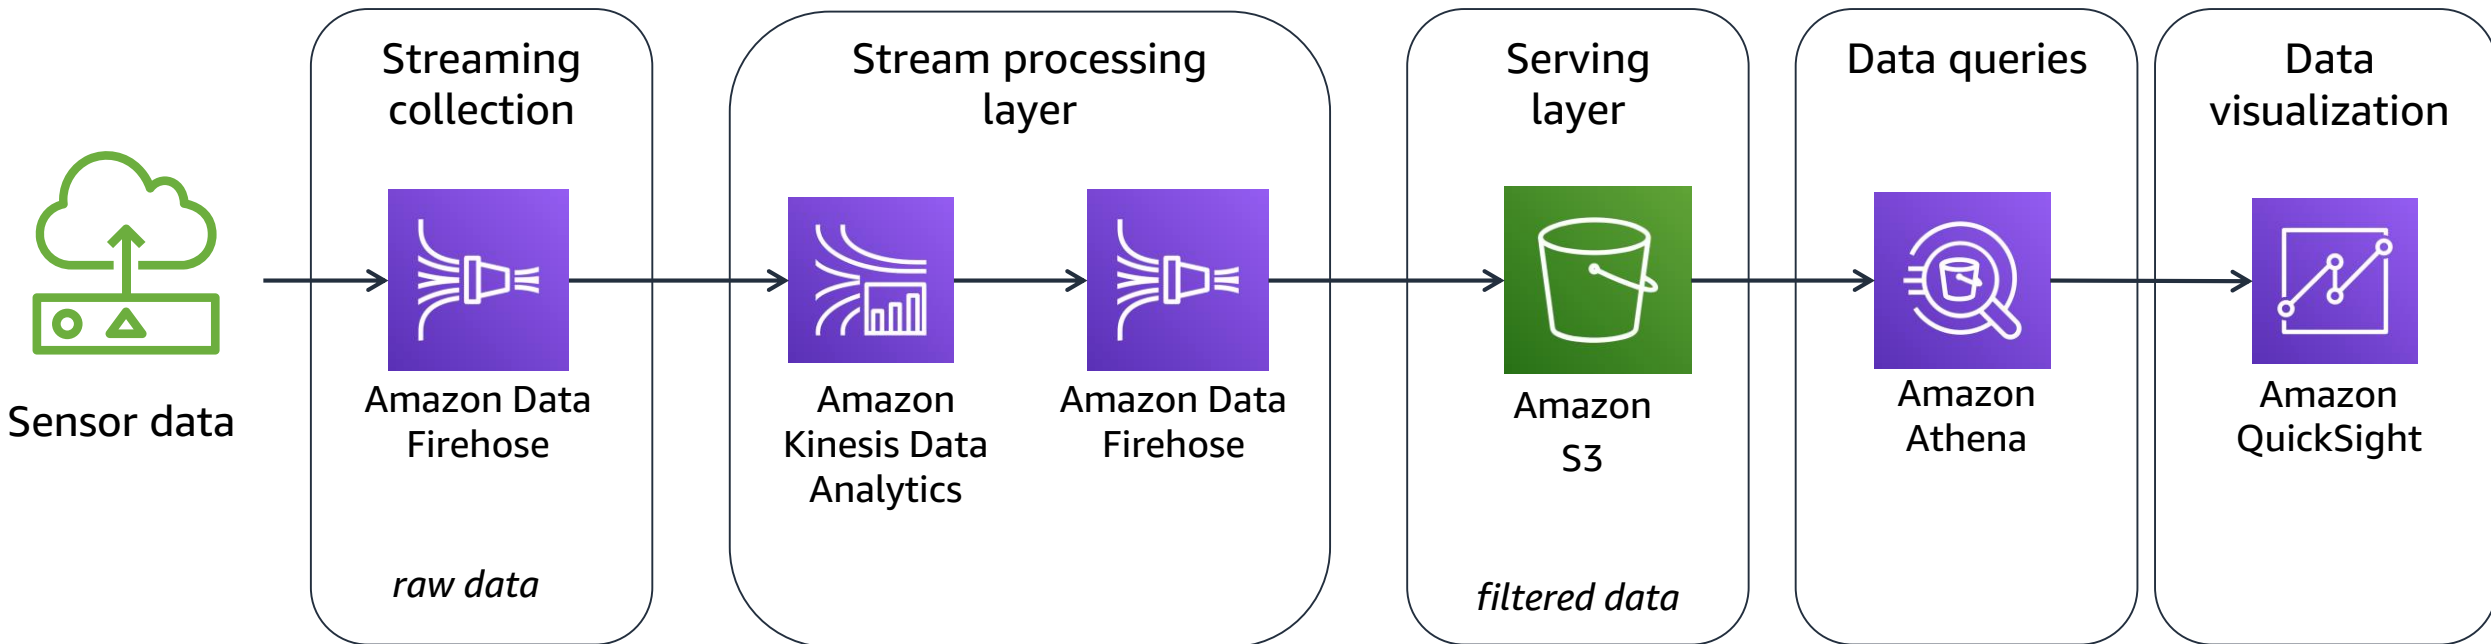 Sensor data
Streaming
collection
Amazon Data
Firehose
raw data
Stream processing
layer
Amazon
Kinesis Data
Analytics
Amazon Data
Firehose
Serving
layer
Amazon
S3
filtered data
Data queries
Amazon
Athena
Data
visualization
Amazon
QuickSight